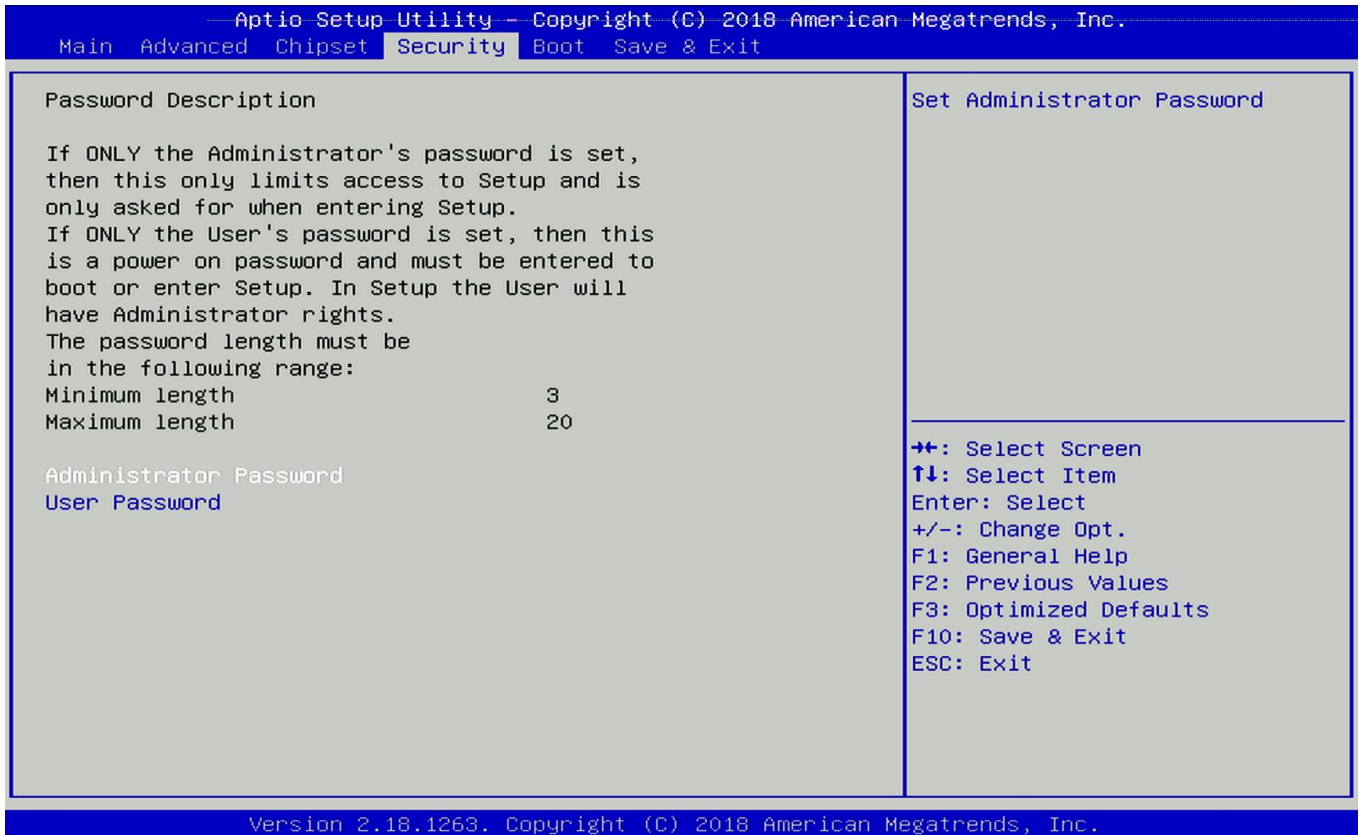 Aptio Setup Utility – Copyright (C) 2018 American Megatrends, Inc.
Main Advanced Chipset Security Boot Save & Exit
Password Description
If ONLY the Administrator's password is set,
then this only limits access to Setup and is
only asked for when entering Setup.
If ONLY the User's password is set, then this
is a power on password and must be entered to
boot or enter Setup. In Setup the User will
have Administrator rights.
The password length must be
in the following range:
Minimum length 3
Maximum length 20
Administrator Password
User Password
Set Administrator Password
→←: Select Screen
↑↓: Select Item
Enter: Select
+/-: Change Opt.
F1: General Help
F2: Previous Values
F3: Optimized Defaults
F10: Save & Exit
ESC: Exit
Version 2.18.1263. Copyright (C) 2018 American Megatrends, Inc.